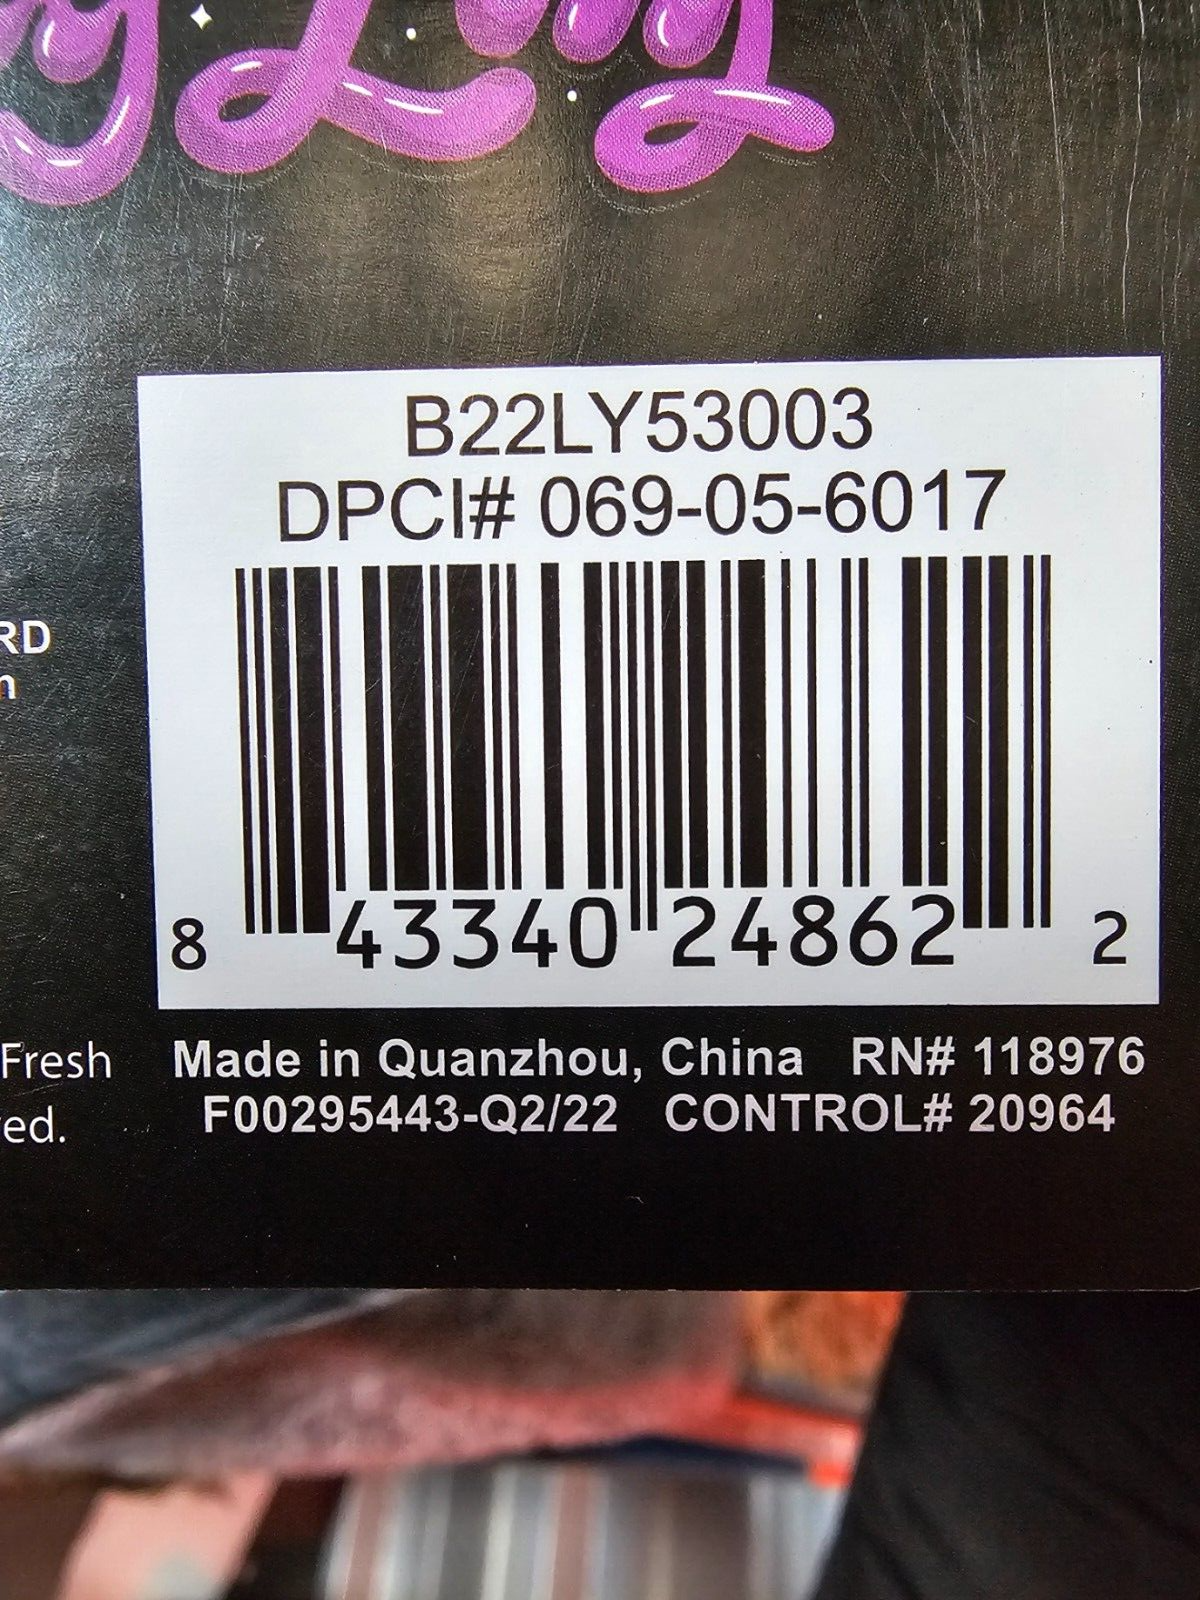 B22LY53003
DPCI# 069-05-6017
8 43340 24862 2
RD
Fresh
Made in Quanzhou, China RN# 118976
F00295443-Q2/22 CONTROL# 20964